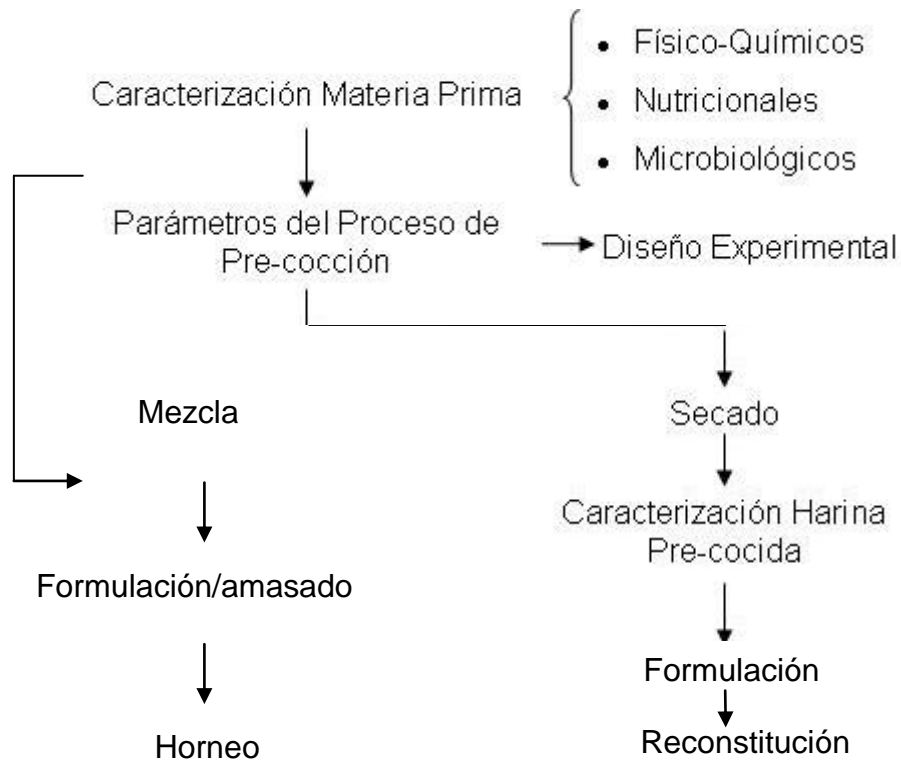 Caracterización Materia Prima
• Físico-Químicos
• Nutricionales
• Microbiológicos
Parámetros del Proceso de
Pre-cocción
Diseño Experimental
Mezcla
Formulación/amasado
Horneo
Secado
Caracterización Harina
Pre-cocida
Formulación
Reconstitución